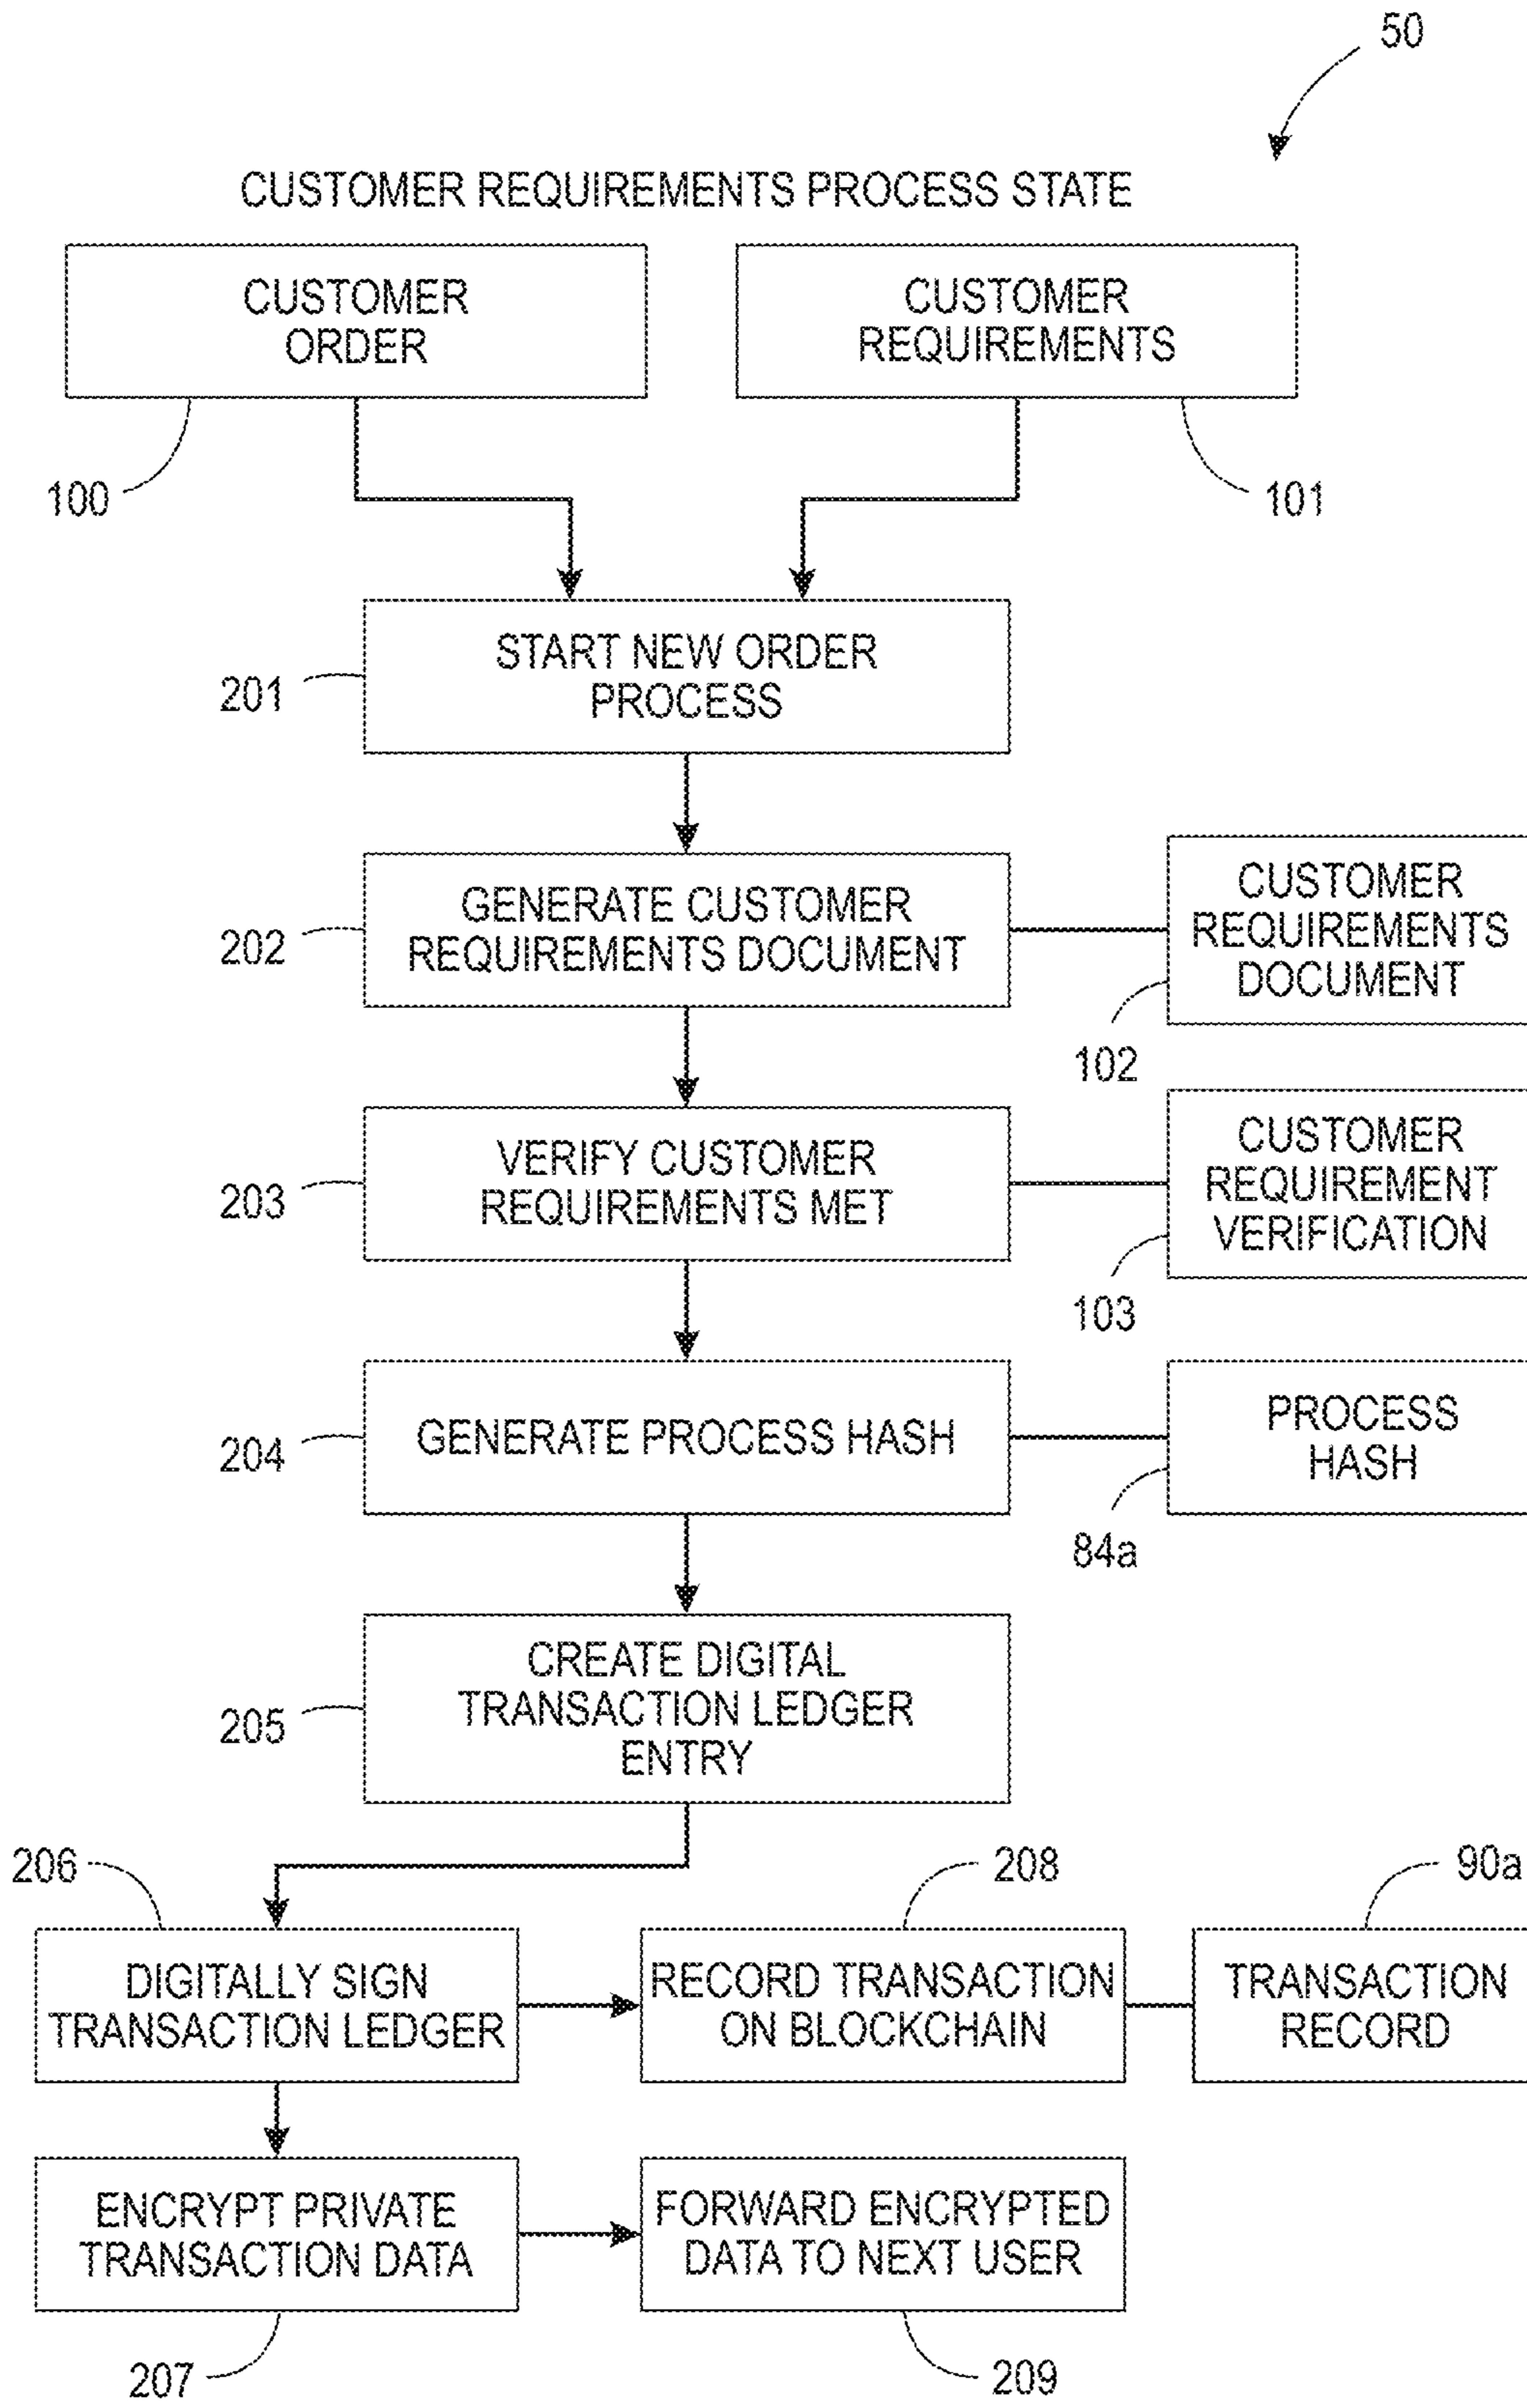 50
CUSTOMER REQUIREMENTS PROCESS STATE
CUSTOMER
ORDER
CUSTOMER
REQUIREMENTS
100
101
START NEW ORDER
PROCESS
201
GENERATE CUSTOMER
REQUIREMENTS DOCUMENT
202
CUSTOMER
REQUIREMENTS
DOCUMENT
102
VERIFY CUSTOMER
REQUIREMENTS MET
203
CUSTOMER
REQUIREMENT
VERIFICATION
103
GENERATE PROCESS HASH
204
PROCESS
HASH
84a
CREATE DIGITAL
TRANSACTION LEDGER
ENTRY
205
206
208
90a
DIGITALLY SIGN
TRANSACTION LEDGER
RECORD TRANSACTION
ON BLOCKCHAIN
TRANSACTION
RECORD
ENCRYPT PRIVATE
TRANSACTION DATA
FORWARD ENCRYPTED
DATA TO NEXT USER
207
209